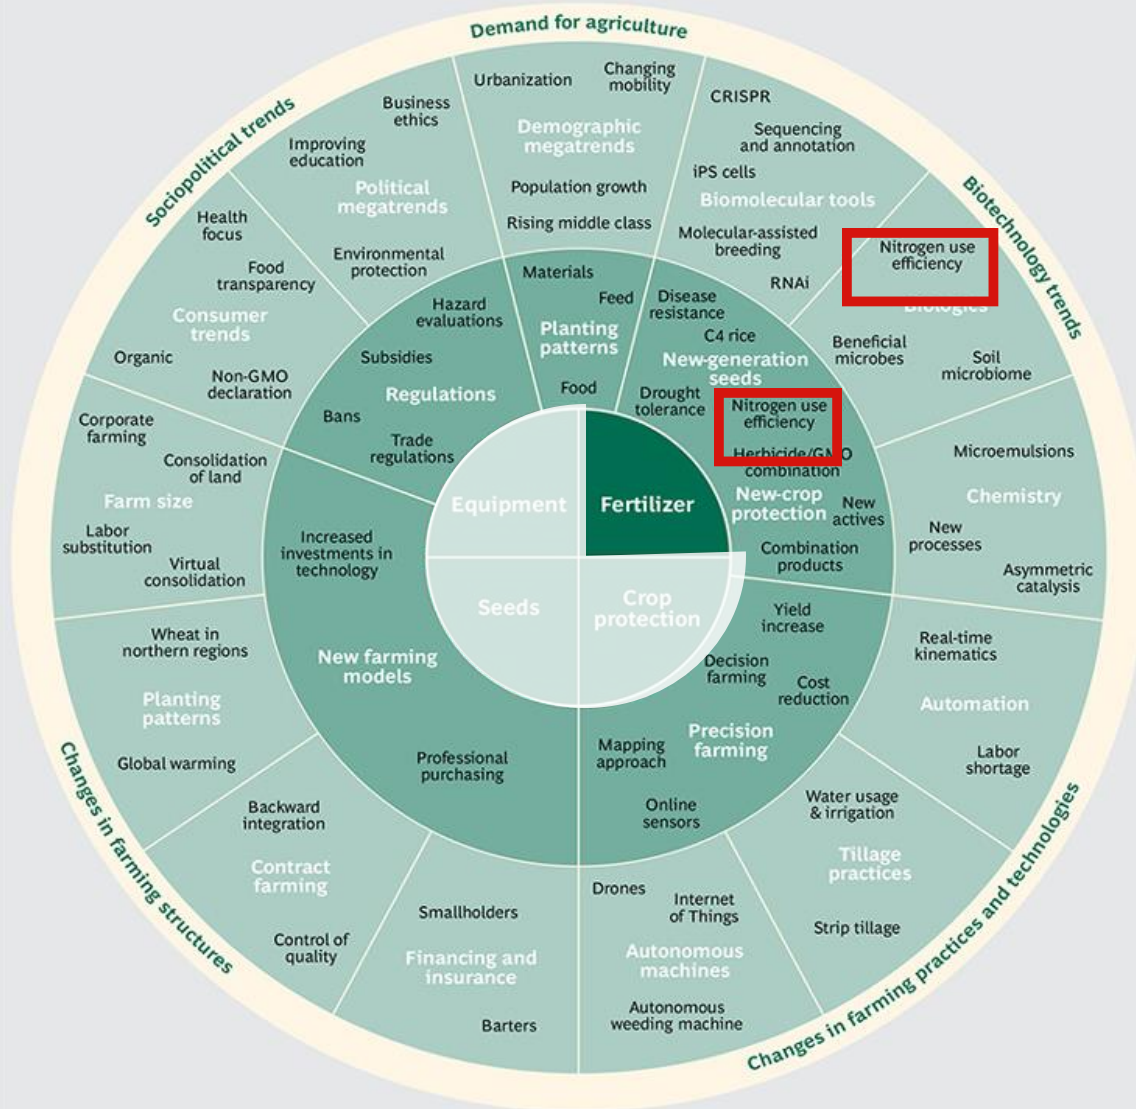 Demand for agriculture
Urbanization
Changing
mobility
Demographic
megatrends
Population growth
Rising middle class
CRISPR
Sequencing
and annotation
iPS cells
Biomolecular tools
Molecular-assisted
breeding
RNAi
Biotechnology trends
Nitrogen use
efficiency
Biologics
Beneficial
microbes
Soil
microbiome
Microemulsions
Chemistry
New
processes
Asymmetric
catalysis
Changes in farming practices and technologies
Real-time
kinematics
Automation
Labor
shortage
Water usage
& irrigation
Tillage
practices
Strip tillage
Drones
Internet
of Things
Autonomous
machines
Autonomous
weeding machine
Changes in farming structures
Smallholders
Financing and
insurance
Barters
Backward
integration
Contract
farming
Control of
quality
Wheat in
northern regions
Planting
patterns
Global warming
Corporate
farming
Consolidation
of land
Farm size
Labor
substitution
Virtual
consolidation
Sociopolitical trends
Health
focus
Food
transparency
Consumer
trends
Organic
Non-GMO
declaration
Business
ethics
Improving
education
Political
megatrends
Environmental
protection
Materials
Feed
Planting
patterns
Food
Disease
resistance
C4 rice
New-generation
seeds
Drought
tolerance
Nitrogen use
efficiency
Herbicide/GMO
combination
New-crop
protection
New
actives
Combination
products
Yield
increase
Decision
farming
Cost
reduction
Precision
farming
Mapping
approach
Online
sensors
Increased
investments in
technology
New farming
models
Professional
purchasing
Hazard
evaluations
Subsidies
Regulations
Bans
Trade
regulations
Equipment
Fertilizer
Seeds
Crop
protection